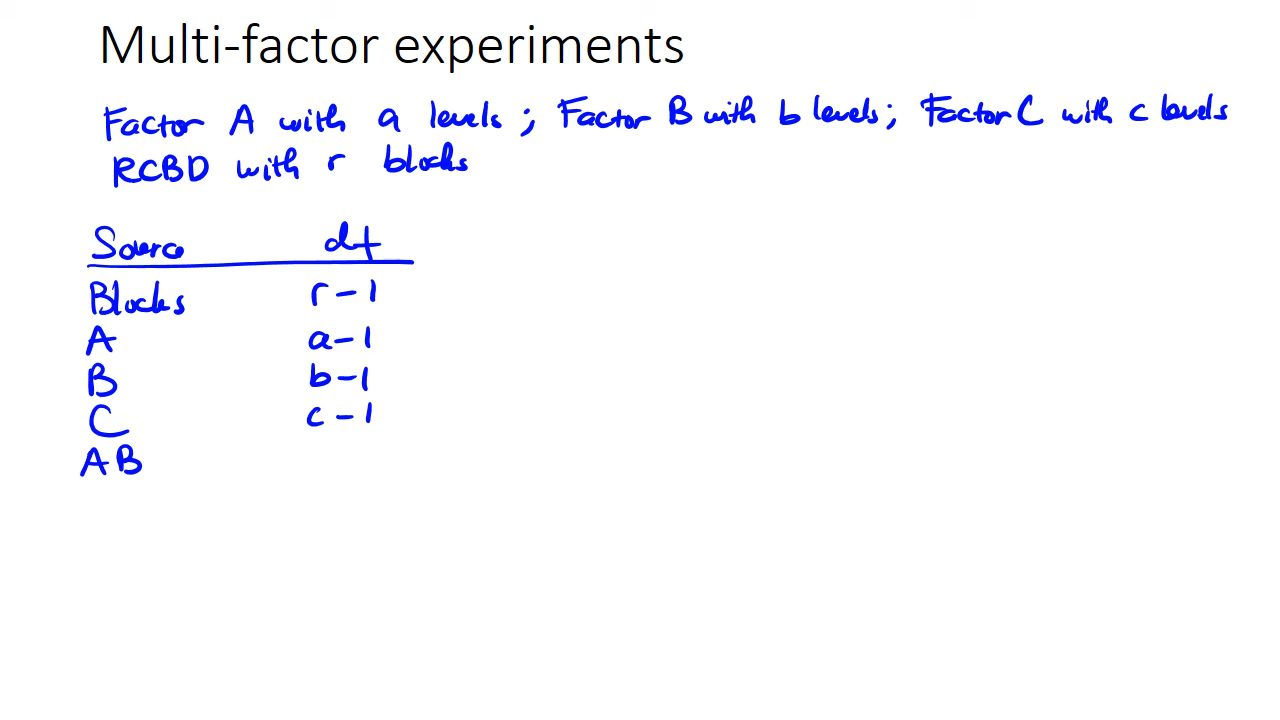 Multi-factor experiments
Factor A with a levels ; Factor B with b levels ; Factor C with c levels
RCBD with r blocks
Source df
Blocks r - 1
A a - 1
B b - 1
C c - 1
AB